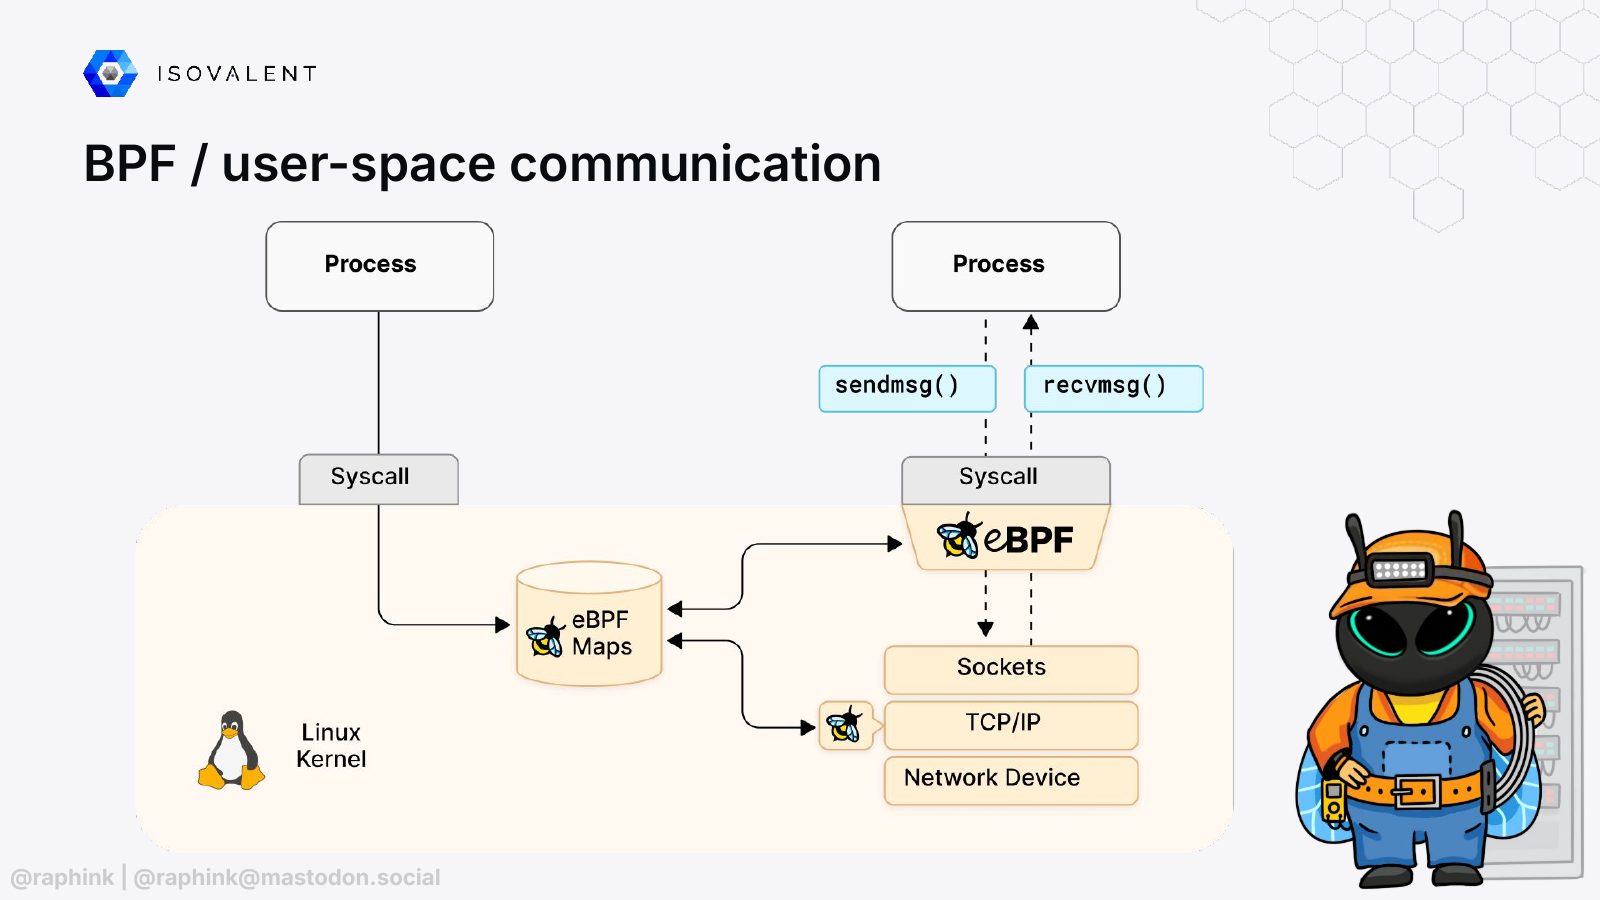 ISOVALENT
BPF / user-space communication
Process
Process
sendmsg()
recvmsg()
Syscall
Syscall
eBPF
eBPF
Maps
Sockets
TCP/IP
Network Device
Linux
Kernel
@raphink | @raphink@mastodon.social